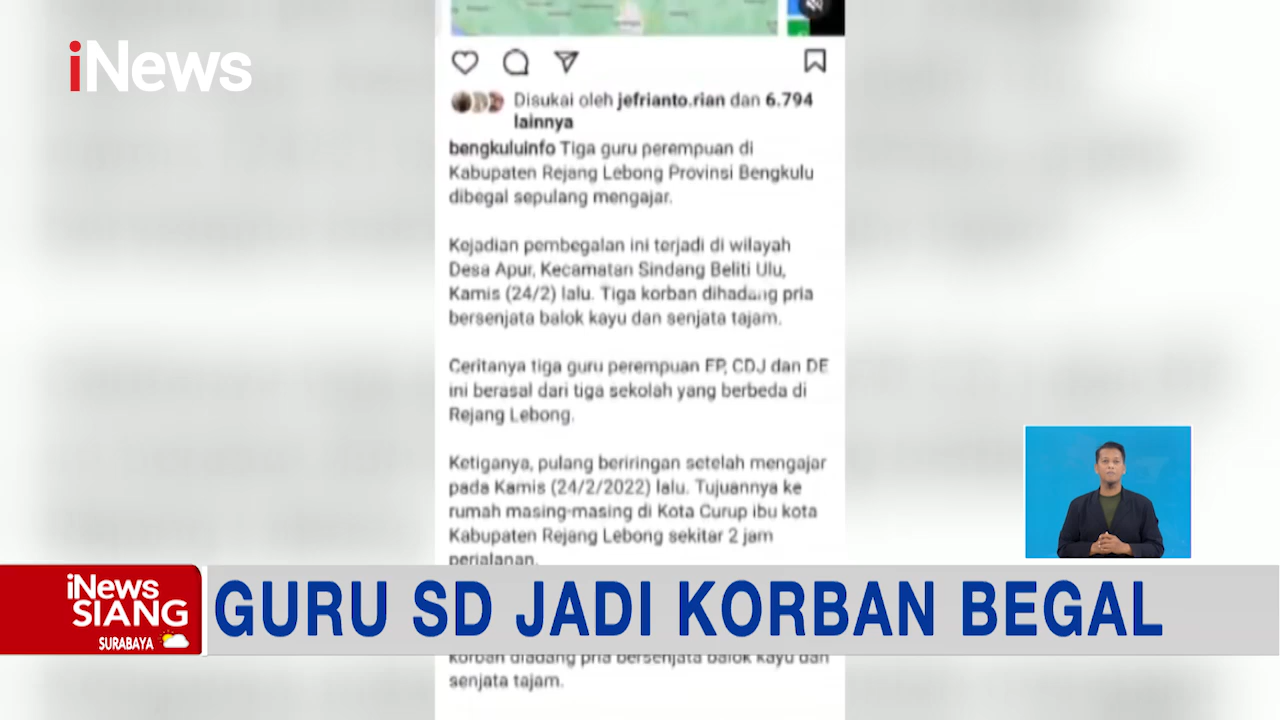 iNews
Disukai oleh jefrianto.rian dan 6.794
lainnya
bengkuluinfo Tiga guru perempuan di
Kabupaten Rejang Lebong Provinsi Bengkulu
dibegal sepulang mengajar.
Kejadian pembegalan ini terjadi di wilayah
Desa Apur, Kecamatan Sindang Beliti Ulu,
Kamis (24/2) lalu. Tiga korban dihadang pria
bersenjata balok kayu dan senjata tajam.
Ceritanya tiga guru perempuan FP, CDJ dan DE
ini berasal dari tiga sekolah yang berbeda di
Rejang Lebong.
Ketiganya, pulang beriringan setelah mengajar
pada Kamis (24/2/2022) lalu. Tujuannya ke
rumah masing-masing di Kota Curup ibu kota
Kabupaten Rejang Lebong sekitar 2 jam
perjalanan.
iNews
SIANG
SURABAYA
GURU SD JADI KORBAN BEGAL
korban diadang pria bersenjata balok kayu dan
senjata tajam.